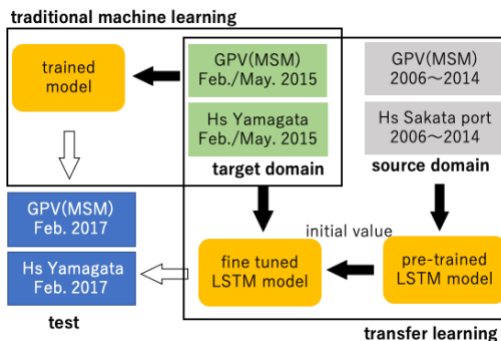 traditional machine learning
trained
model
GPV(MSM)
Feb./May. 2015
Hs Yamagata
Feb./May. 2015
target domain
GPV(MSM)
2006～2014
Hs Sakata port
2006～2014
source domain
GPV(MSM)
Feb. 2017
Hs Yamagata
Feb. 2017
test
fine tuned
LSTM model
initial value
pre-trained
LSTM model
transfer learning